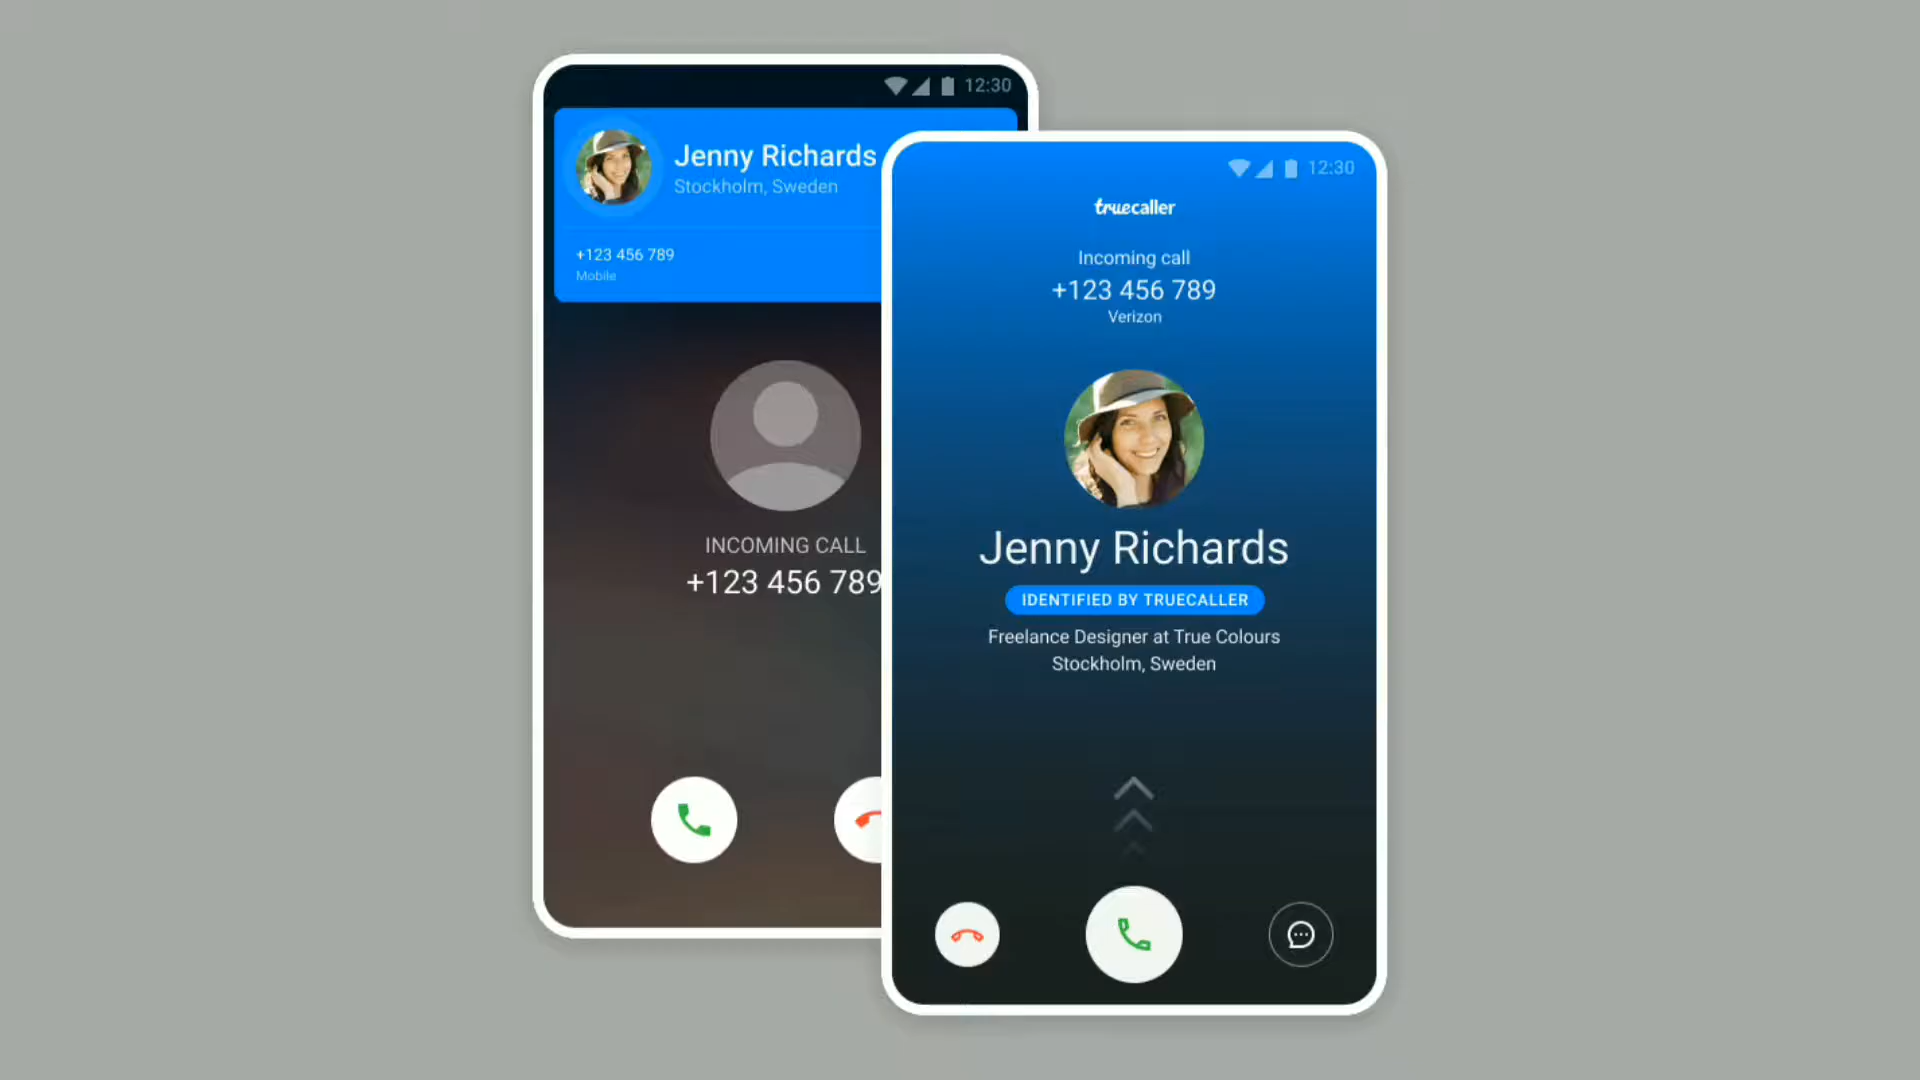 12:30
Jenny Richards
Stockholm, Sweden
+123 456 789
Mobile
INCOMING CALL
+123 456 789
12:30
truecaller
Incoming call
+123 456 789
Verizon
Jenny Richards
IDENTIFIED BY TRUECALLER
Freelance Designer at True Colours
Stockholm, Sweden